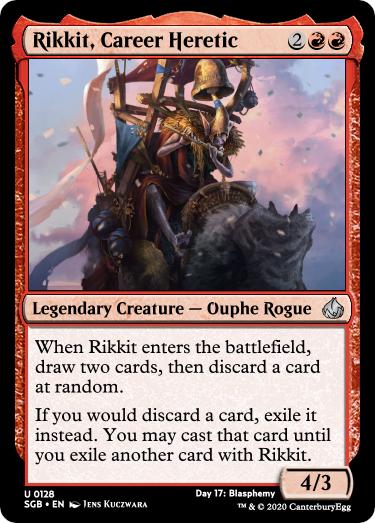 Rikkit, Career Heretic 2
Legendary Creature — Ouphe Rogue
When Rikkit enters the battlefield,
draw two cards, then discard a card
at random.
If you would discard a card, exile it
instead. You may cast that card until
you exile another card with Rikkit.
4/3
U 0128
SGB • EN Jens Kuczwara
Day 17: Blasphemy
™ & © 2020 CanterburyEgg